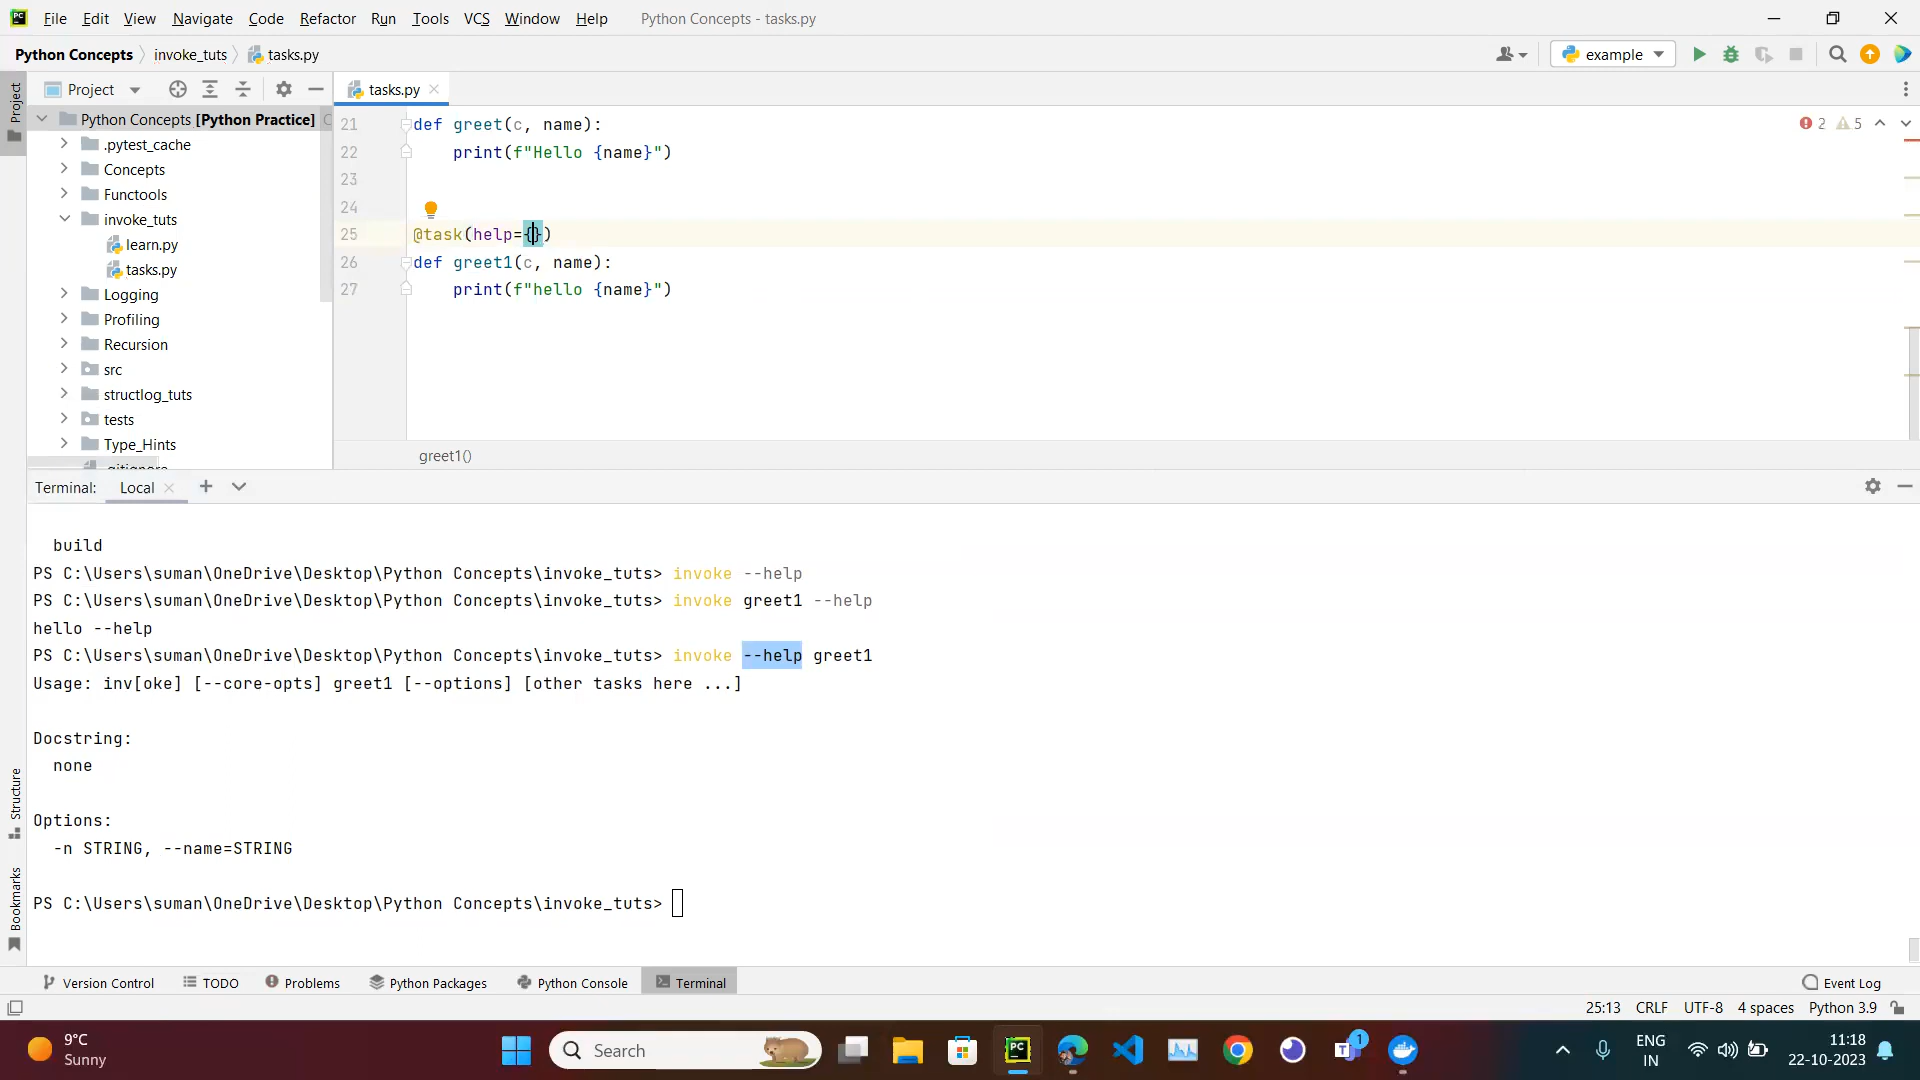 File Edit View Navigate Code Refactor Run Tools VCS Window Help Python Concepts - tasks.py
Python Concepts invoke_tuts tasks.py example
Project tasks.py
Project
Python Concepts [Python Practice]
.pytest_cache
Concepts
Functools
invoke_tuts
learn.py
tasks.py
Logging
Profiling
Recursion
src
structlog_tuts
tests
Type_Hints
.gitignore
21 def greet(c, name):
22 print(f"Hello {name}")
23
24
25 @task(help={})
26 def greet1(c, name):
27 print(f"hello {name}")
2 5
greet1()
Terminal: Local
build
PS C:\Users\suman\OneDrive\Desktop\Python Concepts\invoke_tuts> invoke --help
PS C:\Users\suman\OneDrive\Desktop\Python Concepts\invoke_tuts> invoke greet1 --help
hello --help
PS C:\Users\suman\OneDrive\Desktop\Python Concepts\invoke_tuts> invoke --help greet1
Usage: inv[oke] [--core-opts] greet1 [--options] [other tasks here ...]
Docstring:
none
Options:
-n STRING, --name=STRING
PS C:\Users\suman\OneDrive\Desktop\Python Concepts\invoke_tuts>
Structure
Bookmarks
Version Control TODO Problems Python Packages Python Console Terminal Event Log
25:13 CRLF UTF-8 4 spaces Python 3.9
9°C
Sunny
Search
1
ENG
IN
11:18
22-10-2023